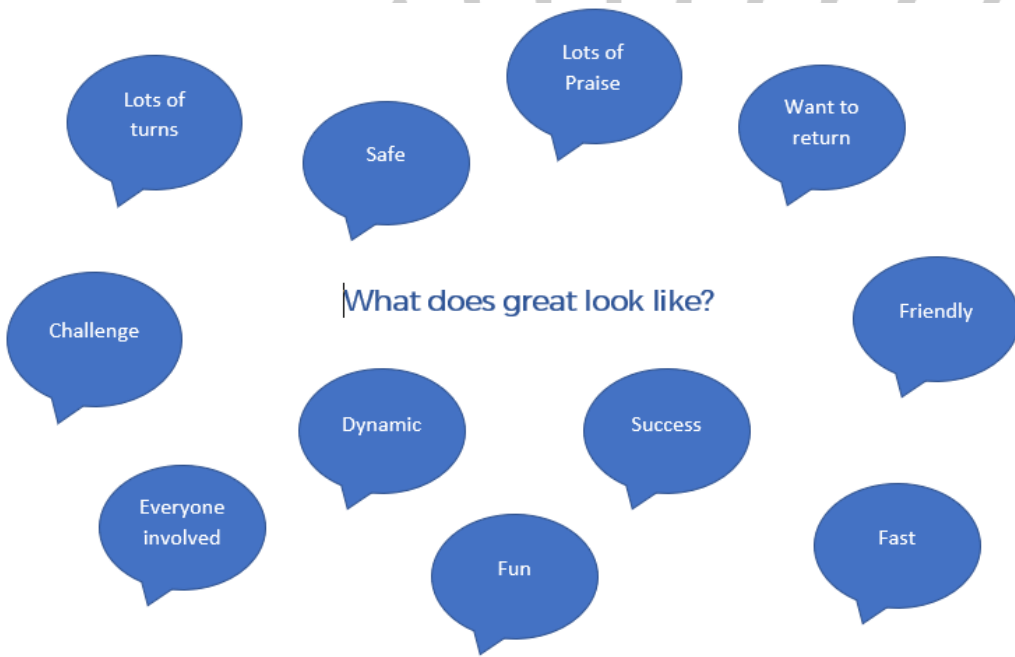 Lots of
Praise
Lots of
turns
Want to
return
Safe
What does great look like?
Friendly
Challenge
Dynamic
Success
Everyone
involved
Fast
Fun